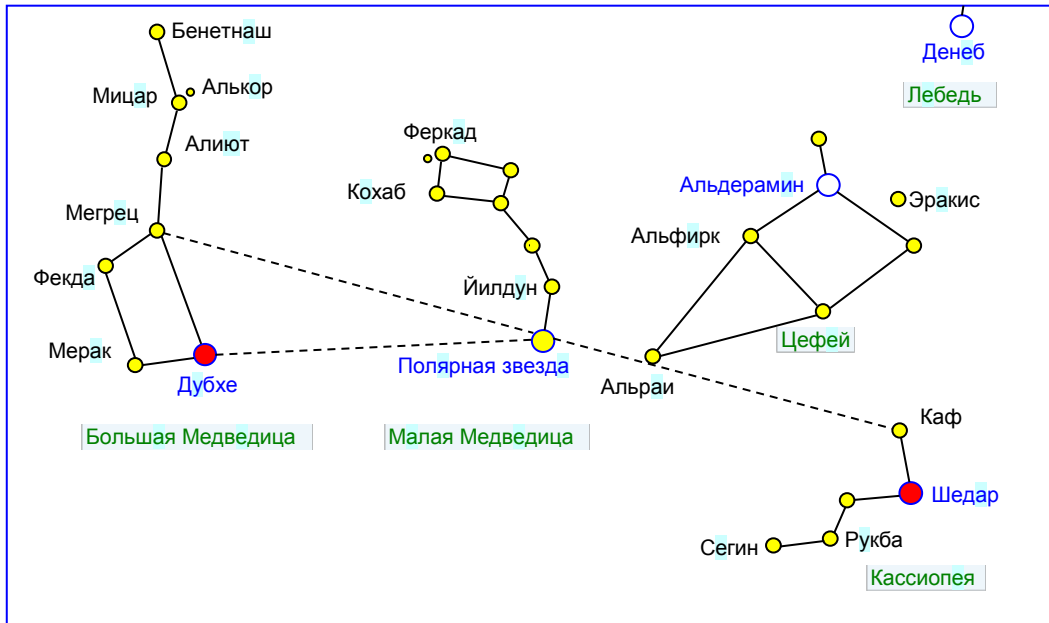 Бенетнаш
Денеб
Алькор
Мицар
Лебедь
Феркад
Алиют
Альдерамин
Кохаб
Эракис
Мегрец
Альфирк
Фекда
Йилдун
Цефей
Мерак
Полярная звезда
Дубхе
Альраи
Каф
Большая Медведица
Малая Медведица
Шедар
Сегин
Рукба
Кассиопея